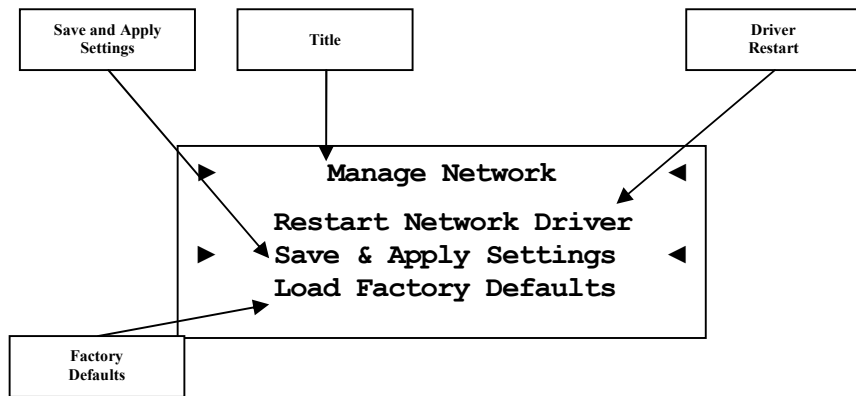 Save and Apply
Settings
Title
Driver
Restart
► Manage Network ◄
Restart Network Driver
► Save & Apply Settings ◄
Load Factory Defaults
Factory
Defaults